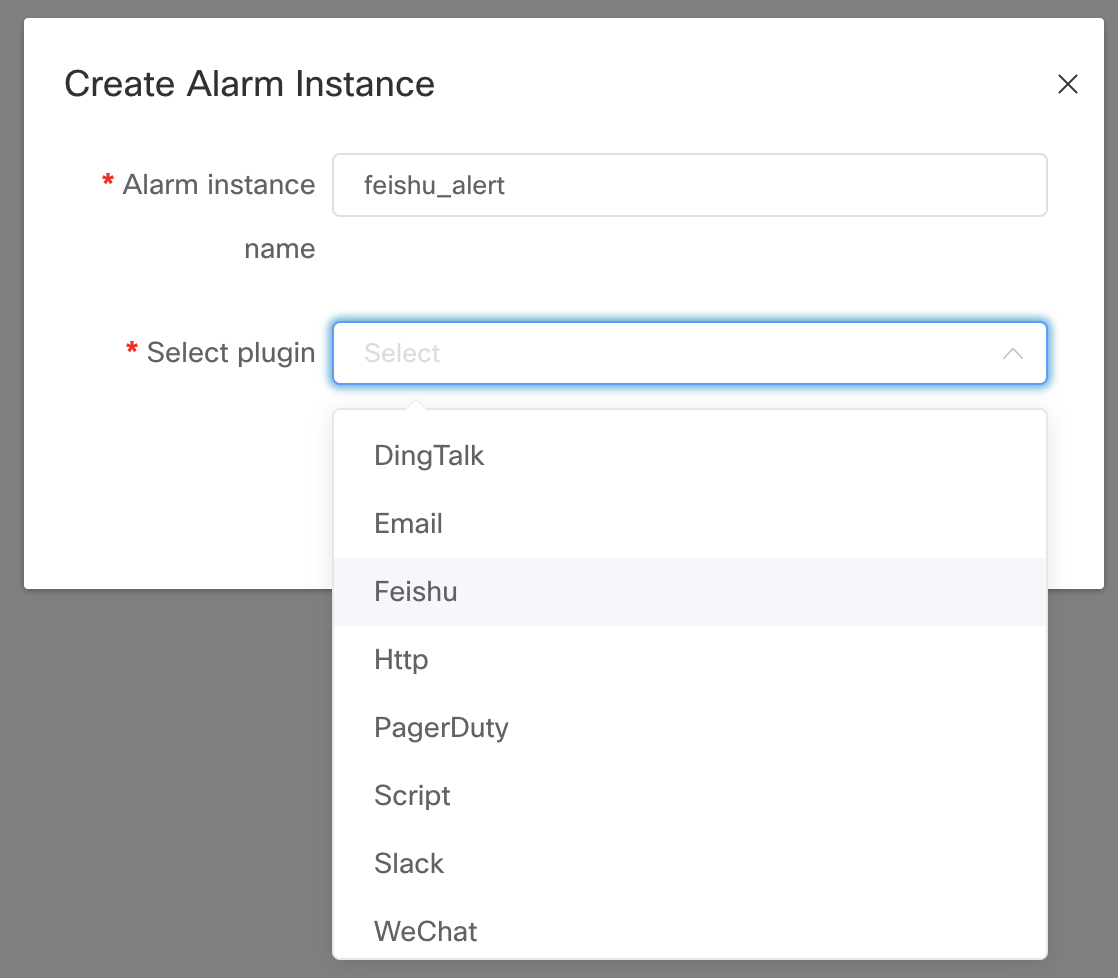 Create Alarm Instance
* Alarm instance name
feishu_alert
* Select plugin
Select
DingTalk
Email
Feishu
Http
PagerDuty
Script
Slack
WeChat